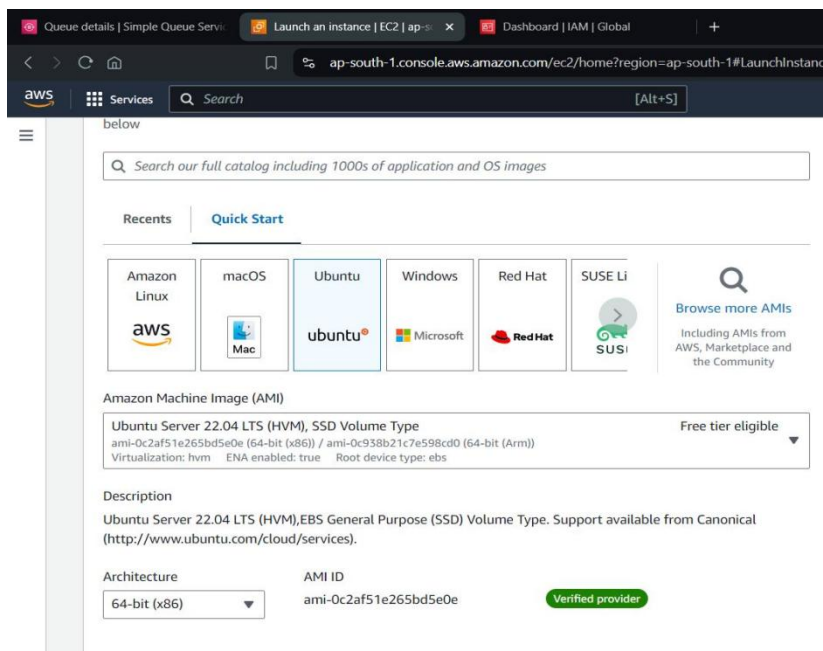 Queue details | Simple Queue Servic
Launch an instance | EC2 | ap-s
Dashboard | IAM | Global
ap-south-1.console.aws.amazon.com/ec2/home?region=ap-south-1#LaunchInstanc
aws
Services
Search
[Alt+S]
below
Search our full catalog including 1000s of application and OS images
Recents
Quick Start
Amazon
Linux
aws
macOS
Mac
Ubuntu
ubuntu
Windows
Microsoft
Red Hat
Red Hat
SUSE Li
SUS
Browse more AMIs
Including AMIs from
AWS, Marketplace and
the Community
Amazon Machine Image (AMI)
Ubuntu Server 22.04 LTS (HVM), SSD Volume Type
Free tier eligible
ami-0c2af51e265bd5e0e (64-bit (x86)) / ami-0c938b21c7e598cd0 (64-bit (Arm))
Virtualization: hvm ENA enabled: true Root device type: ebs
Description
Ubuntu Server 22.04 LTS (HVM),EBS General Purpose (SSD) Volume Type. Support available from Canonical
(http://www.ubuntu.com/cloud/services).
Architecture
AMI ID
64-bit (x86)
ami-0c2af51e265bd5e0e
Verified provider